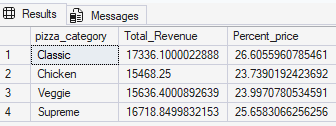 Results Messages
pizza_category Total_Revenue Percent_price
1 Classic 17336.1000022888 26.6055960785461
2 Chicken 15468.25 23.7390192423692
3 Veggie 15636.4000892639 23.9970780534591
4 Supreme 16718.8499832153 25.6583066256256